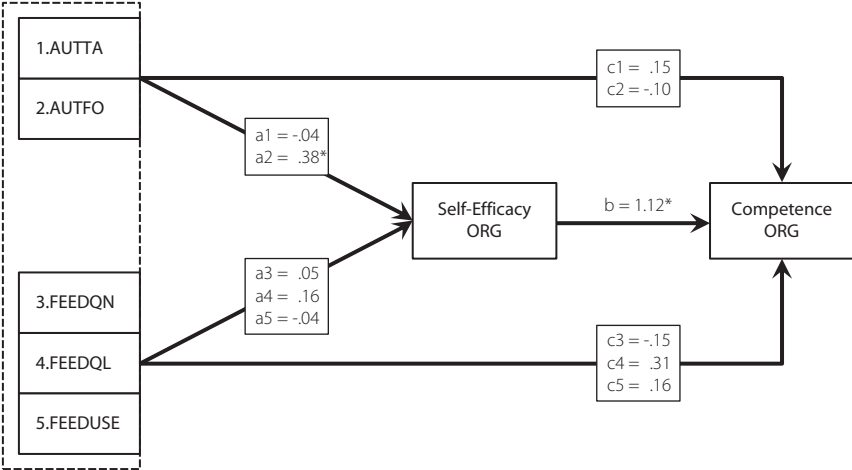 1.AUTTA
2.AUTFO
3.FEEDQN
4.FEEDQL
5.FEEDUSE
a1 = -.04
a2 = .38*
a3 = .05
a4 = .16
a5 = -.04
Self-Efficacy
ORG
b = 1.12*
c1 = .15
c2 = -.10
c3 = -.15
c4 = .31
c5 = .16
Competence
ORG